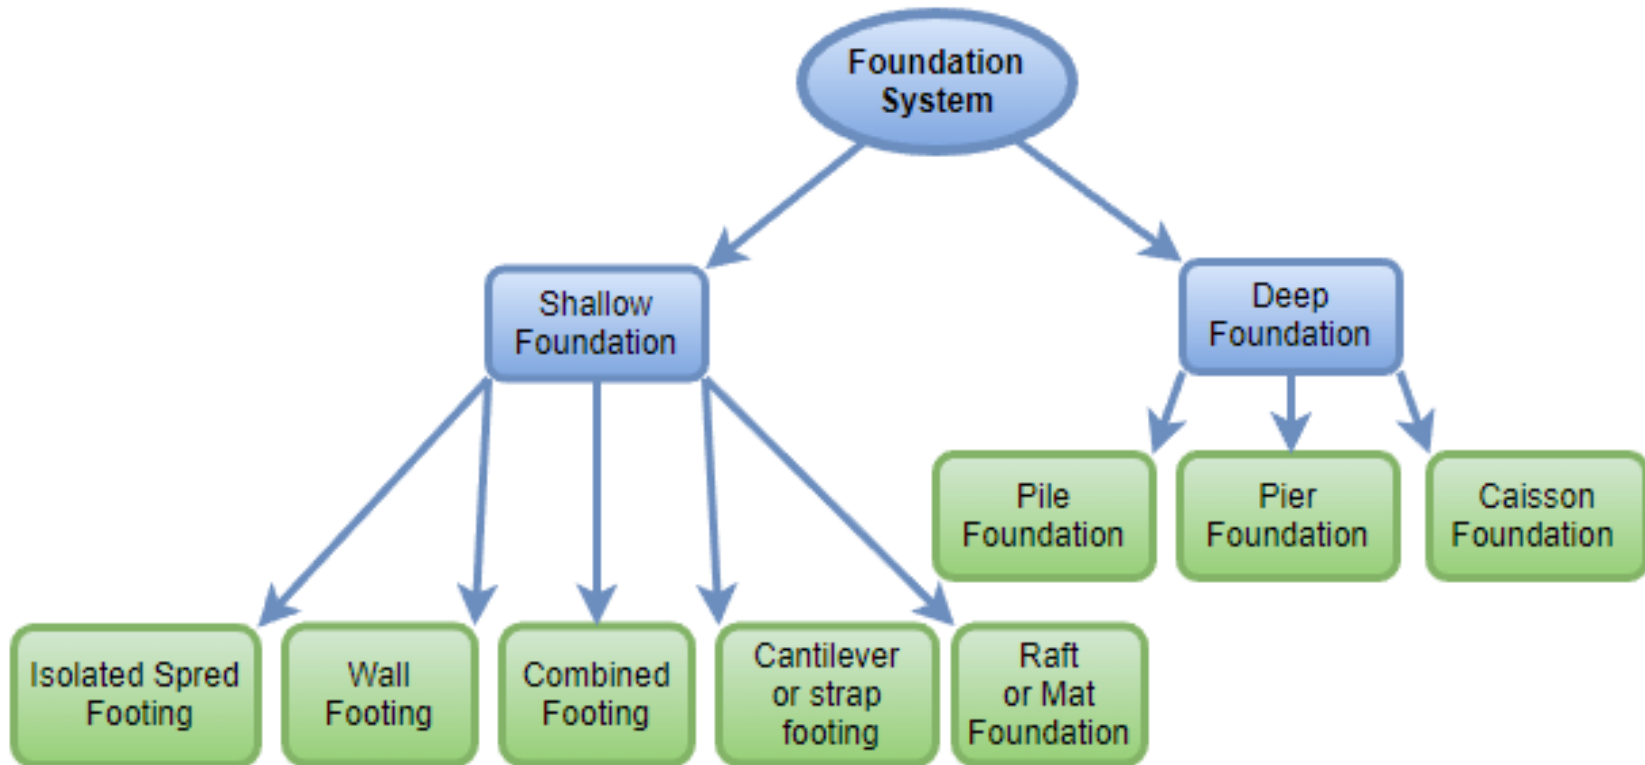 Foundation
System
Shallow
Foundation
Deep
Foundation
Pile
Foundation
Pier
Foundation
Caisson
Foundation
Isolated Spred
Footing
Wall
Footing
Combined
Footing
Cantilever
or strap
footing
Raft
or Mat
Foundation